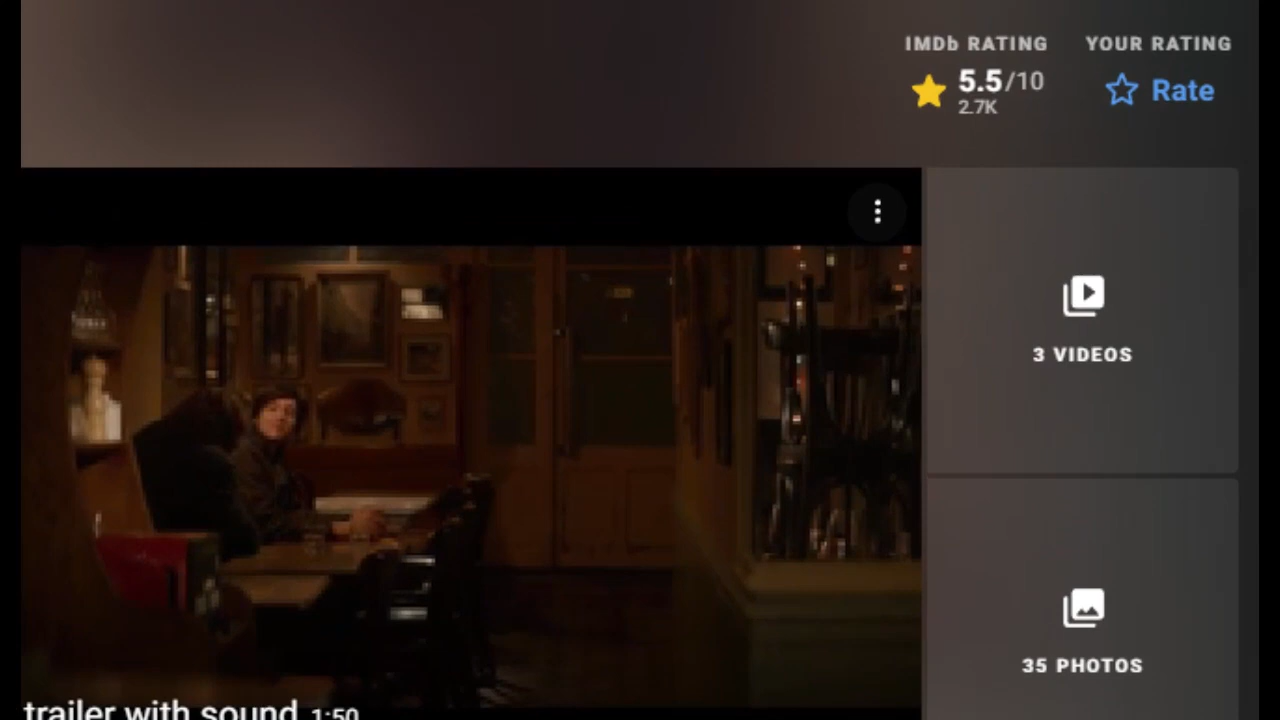 IMDb RATING
YOUR RATING
5.5/10
2.7K
Rate
3 VIDEOS
35 PHOTOS
trailer with sound 1:50